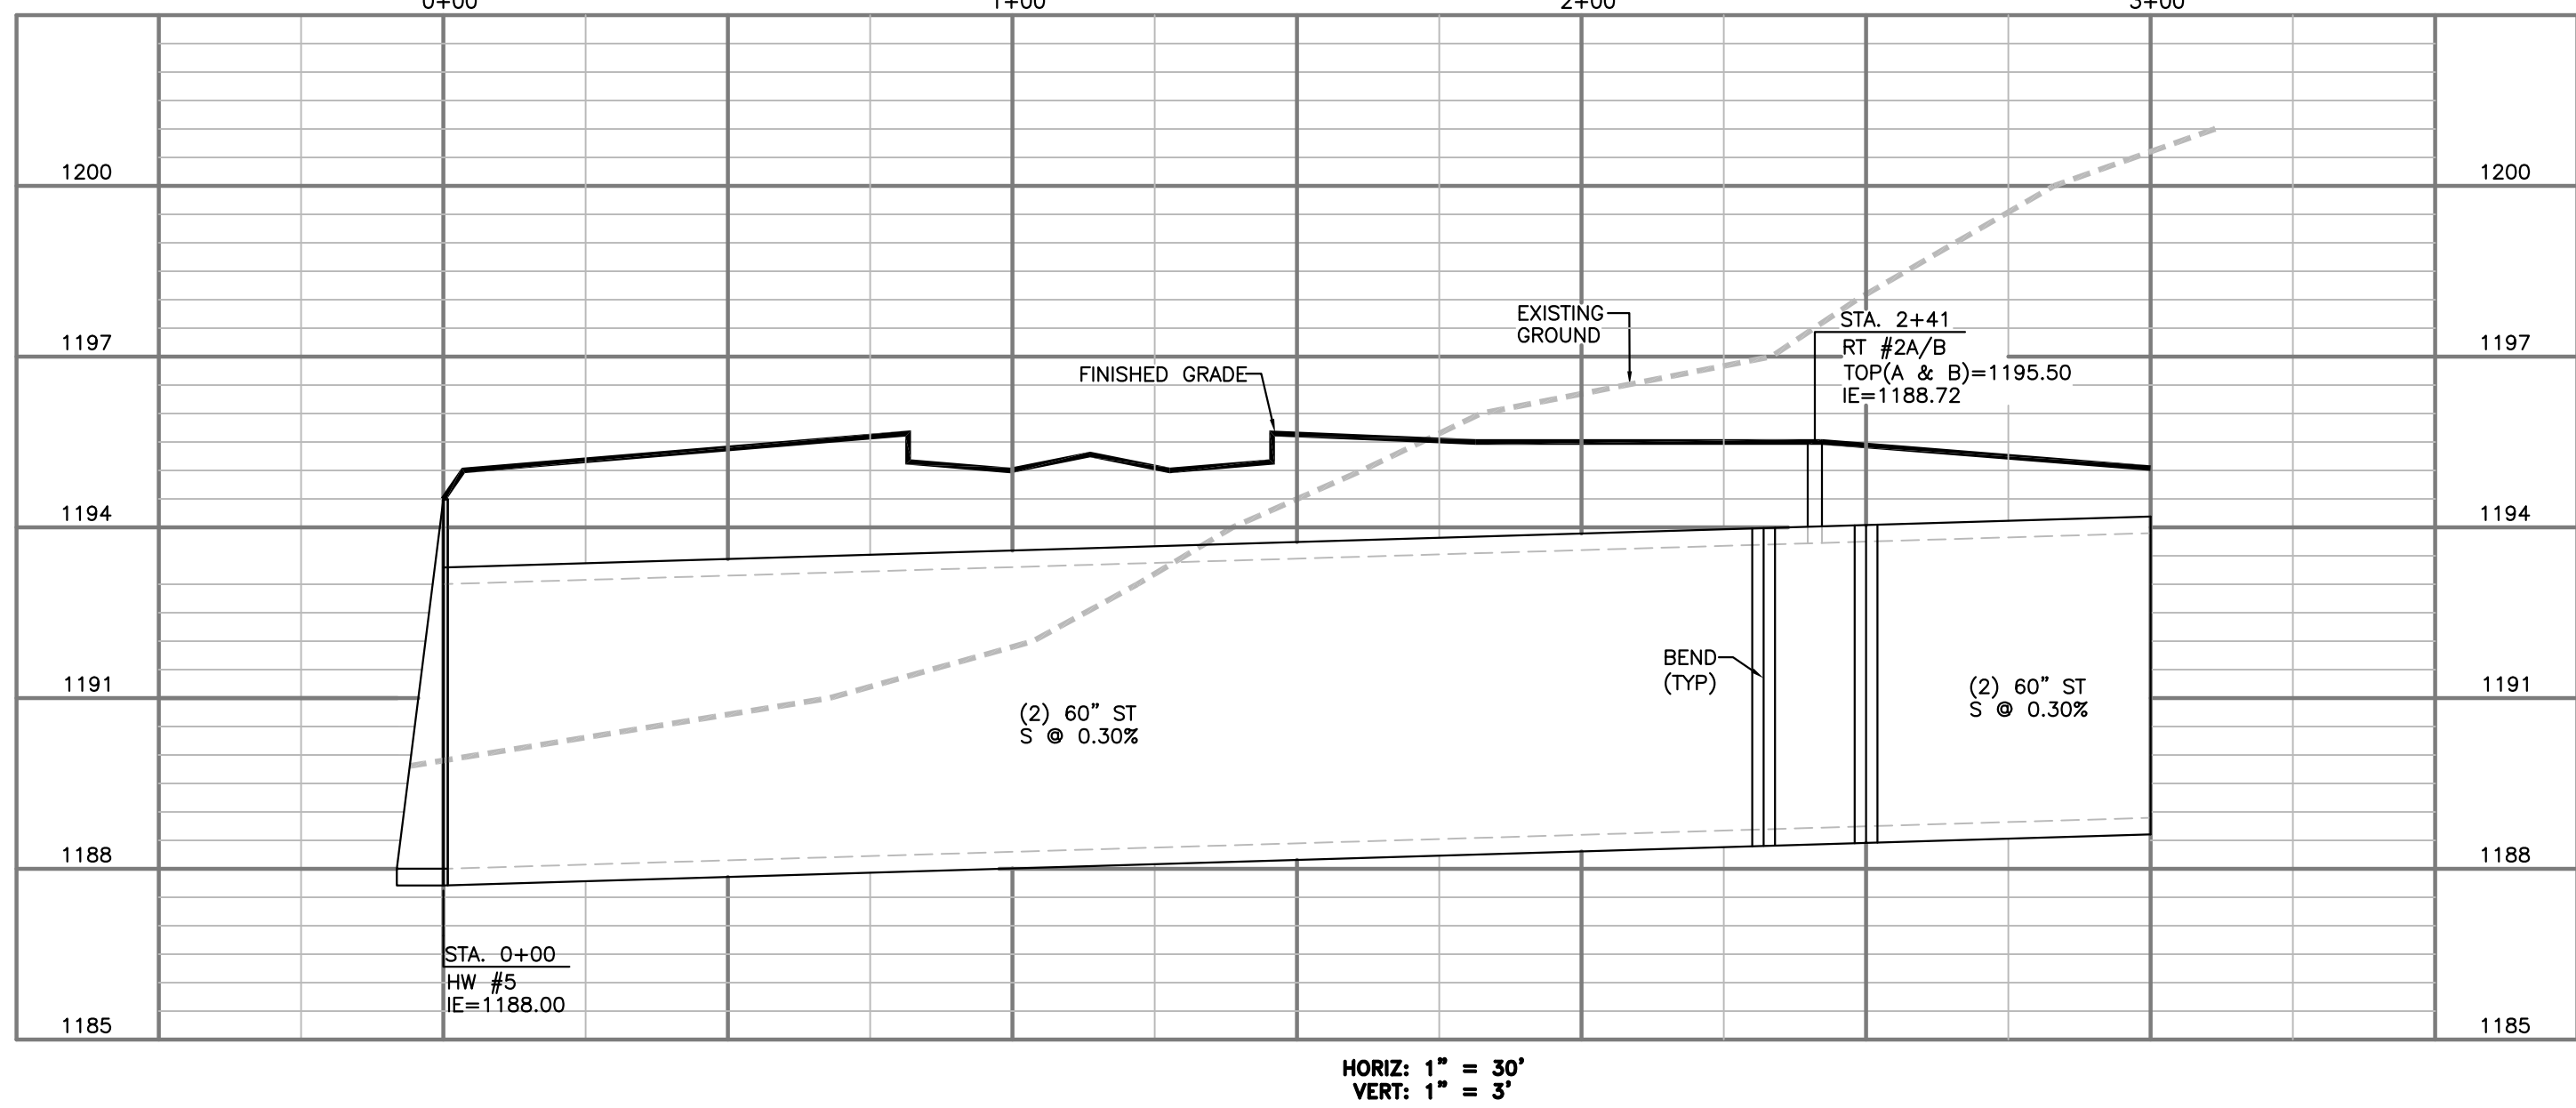 0+00 1+00 2+00 3+00
1200 1200
EXISTING
GROUND
STA. 2+41
RT #2A/B
TOP(A & B)=1195.50
IE=1188.72
1197 1197
FINISHED GRADE
1194 1194
BEND
(TYP)
1191 1191
(2) 60" ST
S @ 0.30%
(2) 60" ST
S @ 0.30%
1188 1188
STA. 0+00
HW #5
IE=1188.00
1185 1185
HORIZ: 1" = 30'
VERT: 1" = 3'